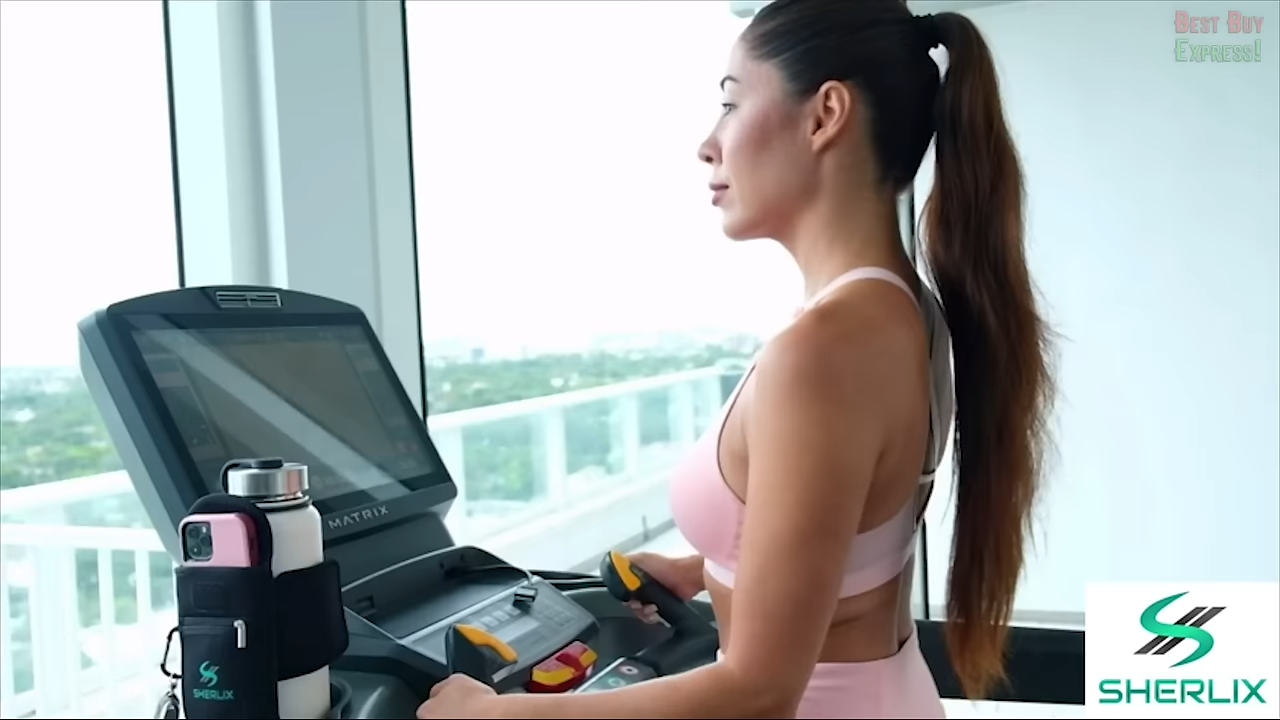 BEST BUY
EXPRESS!
MATRIX
SHERLIX
SHERLIX